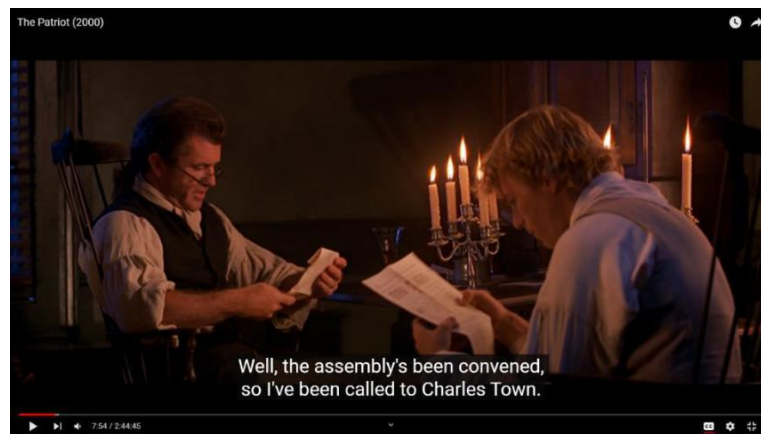 The Patriot (2000)
Well, the assembly's been convened,
so I've been called to Charles Town.
7:54 / 2:44:45
CC